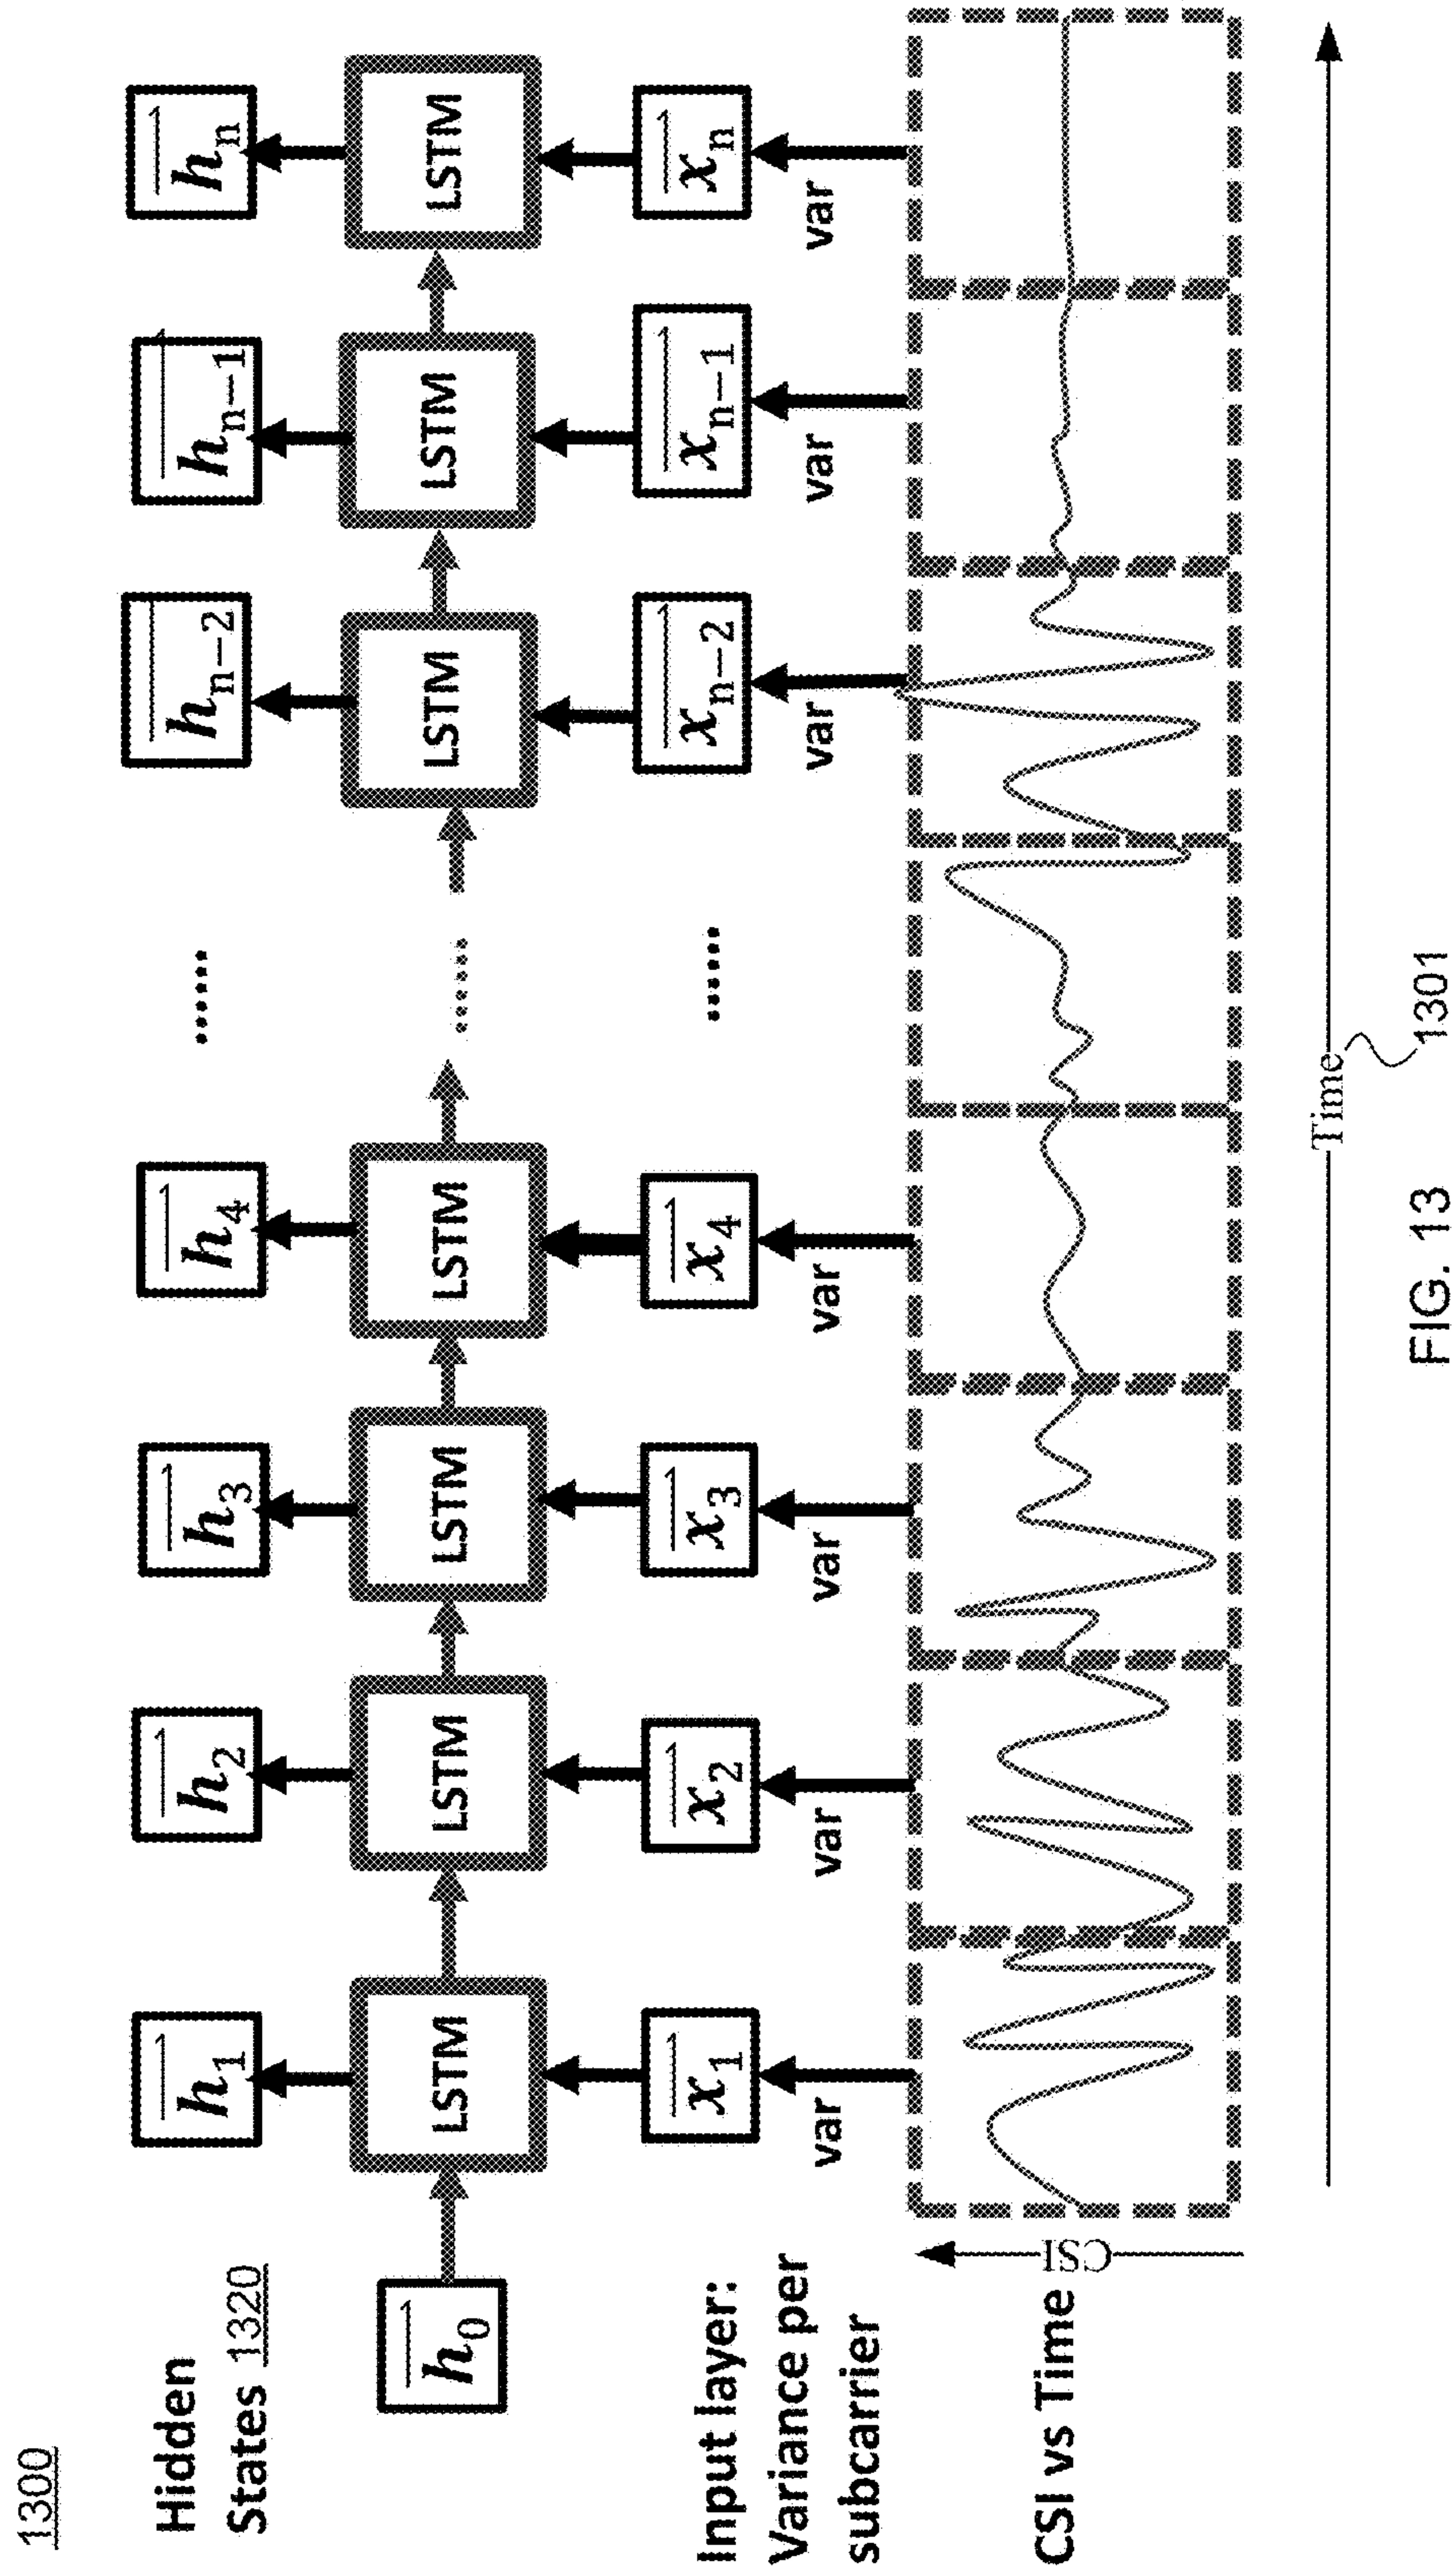 1300
Hidden
States 1320
h₁ h₂ h₃ h₄ ...... hₙ₋₂ hₙ₋₁ hₙ
h₀ LSTM LSTM LSTM LSTM ...... LSTM LSTM LSTM
Input layer:
Variance per
subcarrier
x₁ x₂ x₃ x₄ ...... xₙ₋₂ xₙ₋₁ xₙ
var var var var var var var
CSI vs Time
CSI
Time
1301
FIG. 13